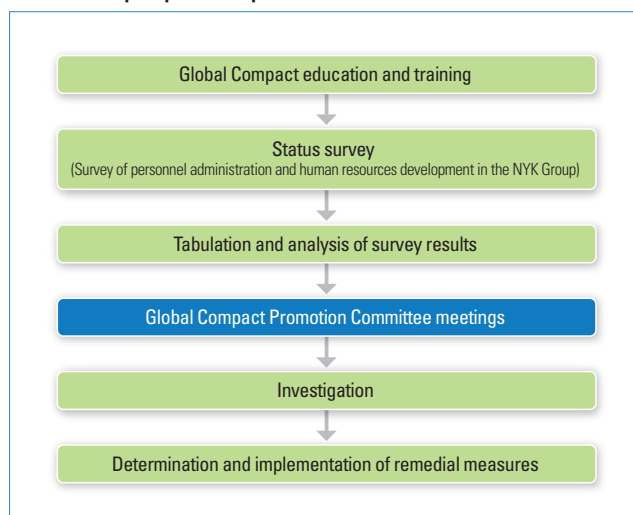 Global Compact education and training
Status survey
(Survey of personnel administration and human resources development in the NYK Group)
Tabulation and analysis of survey results
Global Compact Promotion Committee meetings
Investigation
Determination and implementation of remedial measures